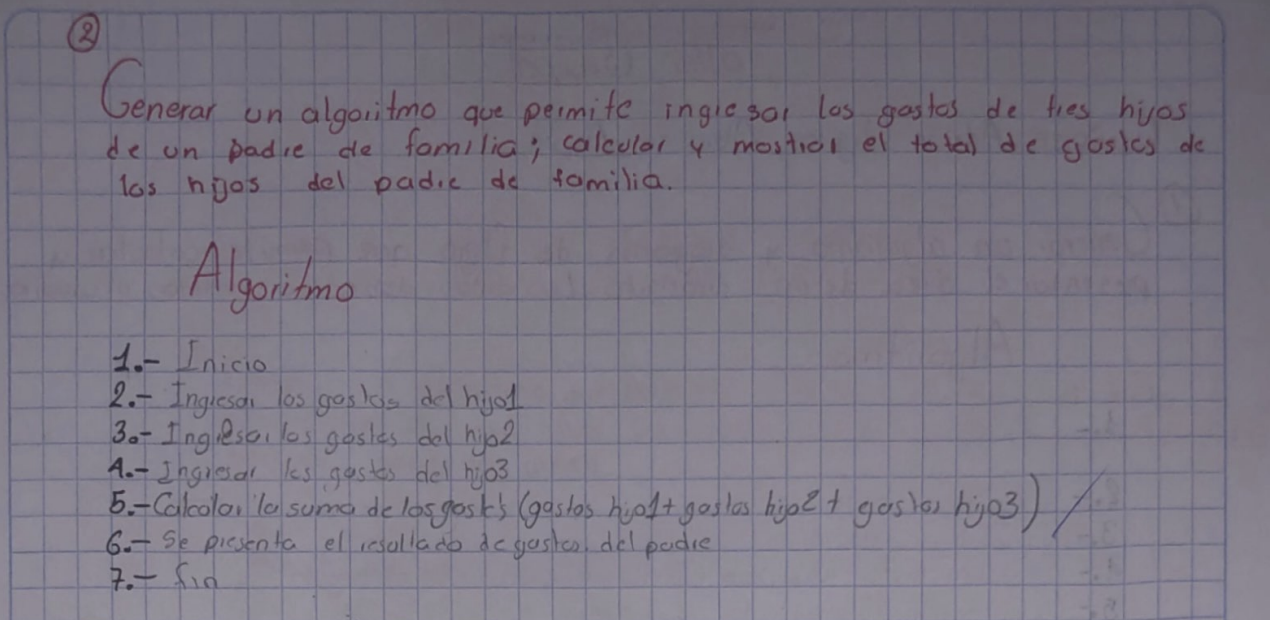 ②
Generar un algoritmo que permite ingresar los gastos de tres hijos
de un padre de familia; calcular y mostrar el total de gastos de
los hijos del padre de familia.
Algoritmo
1.- Inicio
2.- Ingresar los gastos del hijo1
3.- Ingresar los gastos del hijo2
4.- Ingresar los gastos del hijo3
5.- Calcular la suma de los gastos (gastos hijo1 + gastos hijo2 + gastos hijo3)
6.- Se presenta el resultado de gastos del padre
7.- fin